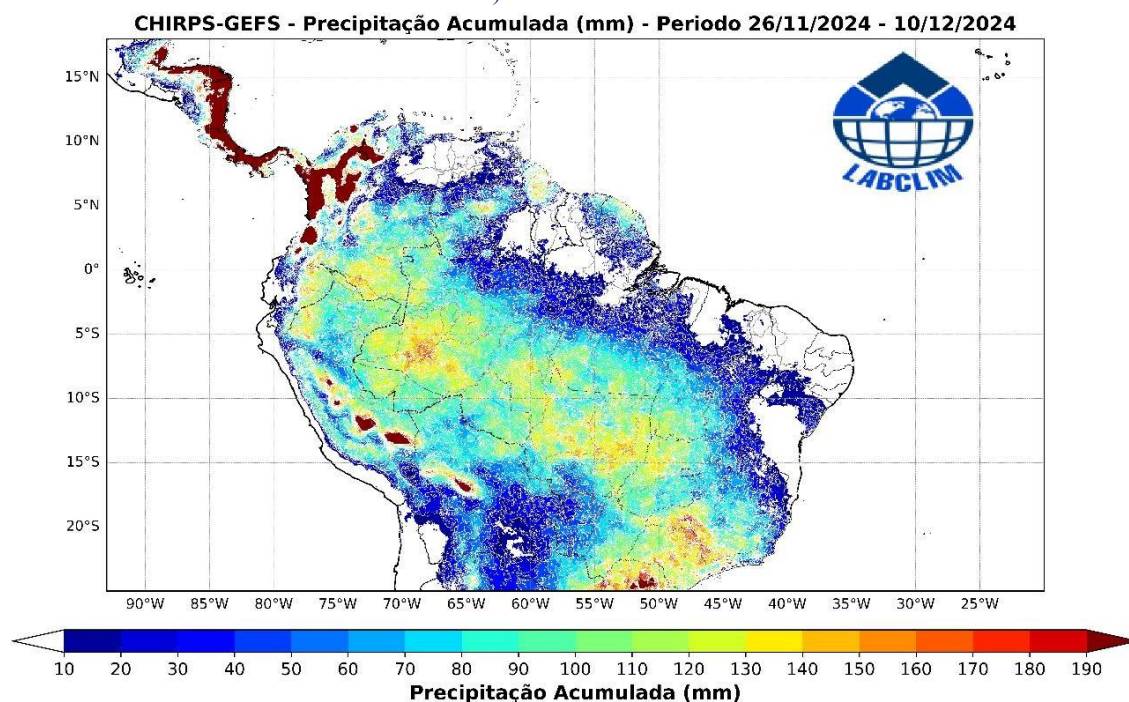 CHIRPS-GEFS - Precipitação Acumulada (mm) - Periodo 26/11/2024 - 10/12/2024
15°N
10°N
5°N
0°
5°S
10°S
15°S
20°S
LABCLIM
90°W 85°W 80°W 75°W 70°W 65°W 60°W 55°W 50°W 45°W 40°W 35°W 30°W 25°W
10 20 30 40 50 60 70 80 90 100 110 120 130 140 150 160 170 180 190
Precipitação Acumulada (mm)